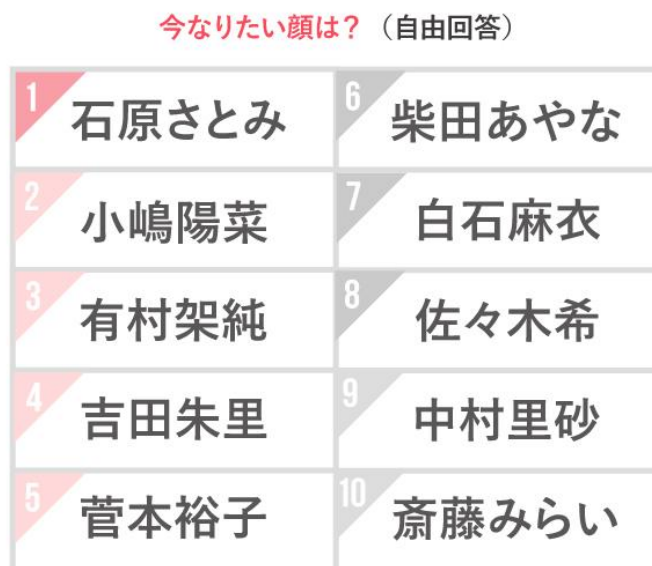 今なりたい顔は？（自由回答）
1 石原さとみ
2 小嶋陽菜
3 有村架純
4 吉田朱里
5 菅本裕子
6 柴田あやな
7 白石麻衣
8 佐々木希
9 中村里砂
10 斎藤みらい